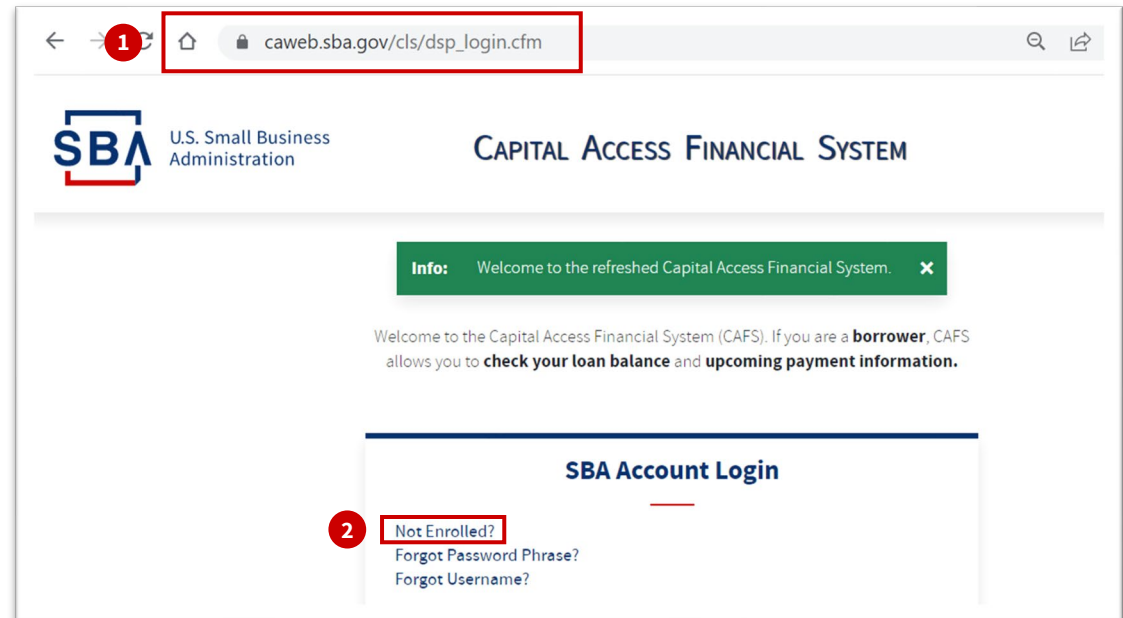 1
caweb.sba.gov/cls/dsp_login.cfm
SBA
U.S. Small Business
Administration
CAPITAL ACCESS FINANCIAL SYSTEM
Info: Welcome to the refreshed Capital Access Financial System.
Welcome to the Capital Access Financial System (CAFS). If you are a borrower, CAFS
allows you to check your loan balance and upcoming payment information.
SBA Account Login
2
Not Enrolled?
Forgot Password Phrase?
Forgot Username?